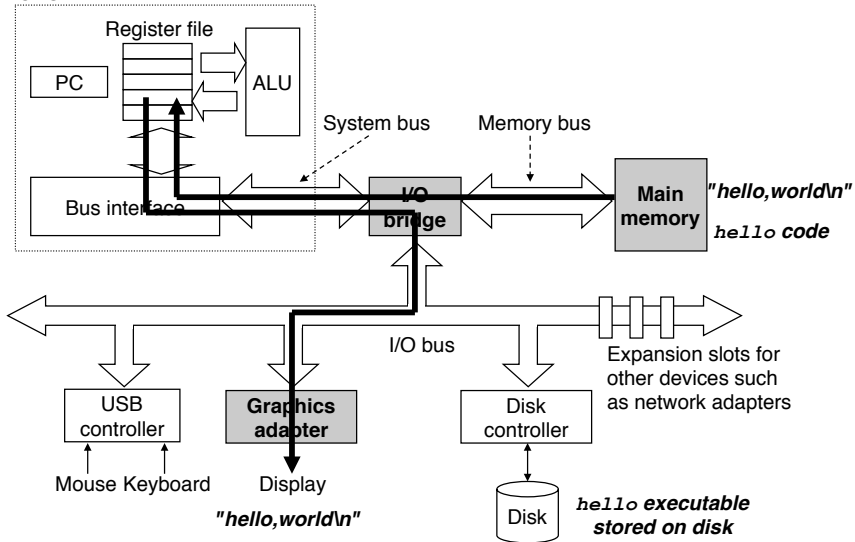 Register file
PC
ALU
System bus
Memory bus
Bus interface
I/O
bridge
Main
memory
"hello,world\n"
hello code
I/O bus
Expansion slots for
other devices such
as network adapters
USB
controller
Graphics
adapter
Disk
controller
Mouse Keyboard
Display
"hello,world\n"
Disk
hello executable
stored on disk